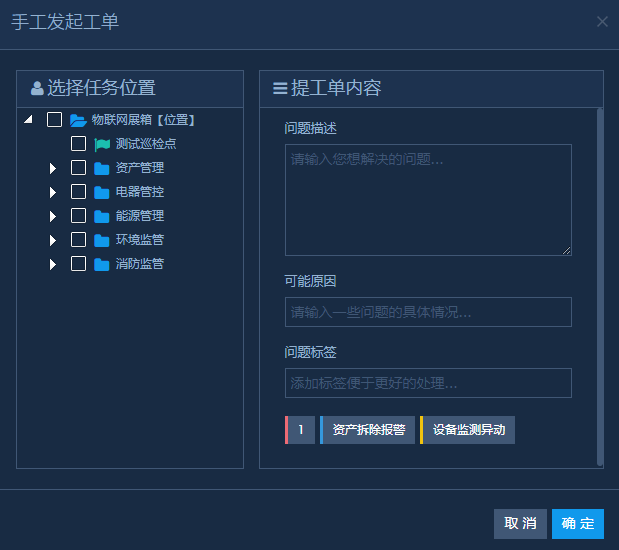 手工发起工单
×
选择任务位置
物联网展箱【位置】
测试巡检点
资产管理
电器管控
能源管理
环境监管
消防监管
提工单内容
问题描述
请输入您想解决的问题...
可能原因
请输入一些问题的具体情况...
问题标签
添加标签便于更好的处理...
1 资产拆除报警 设备监测异动
取 消 确 定